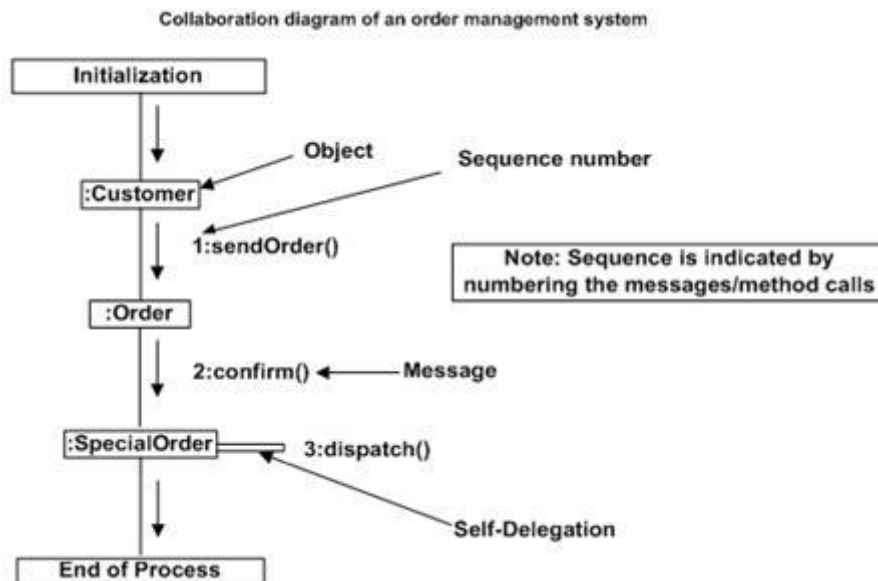 Collaboration diagram of an order management system
Initialization
Object
Sequence number
:Customer
1:sendOrder()
Note: Sequence is indicated by
numbering the messages/method calls
:Order
2:confirm()
Message
:SpecialOrder
3:dispatch()
Self-Delegation
End of Process